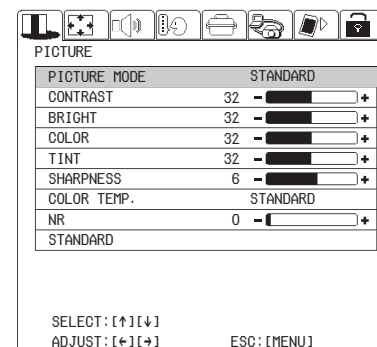 PICTURE
PICTURE MODE STANDARD
CONTRAST 32 - +
BRIGHT 32 - +
COLOR 32 - +
TINT 32 - +
SHARPNESS 6 - +
COLOR TEMP. STANDARD
NR 0 - +
STANDARD
SELECT:[↑][↓]
ADJUST:[←][→] ESC:[MENU]